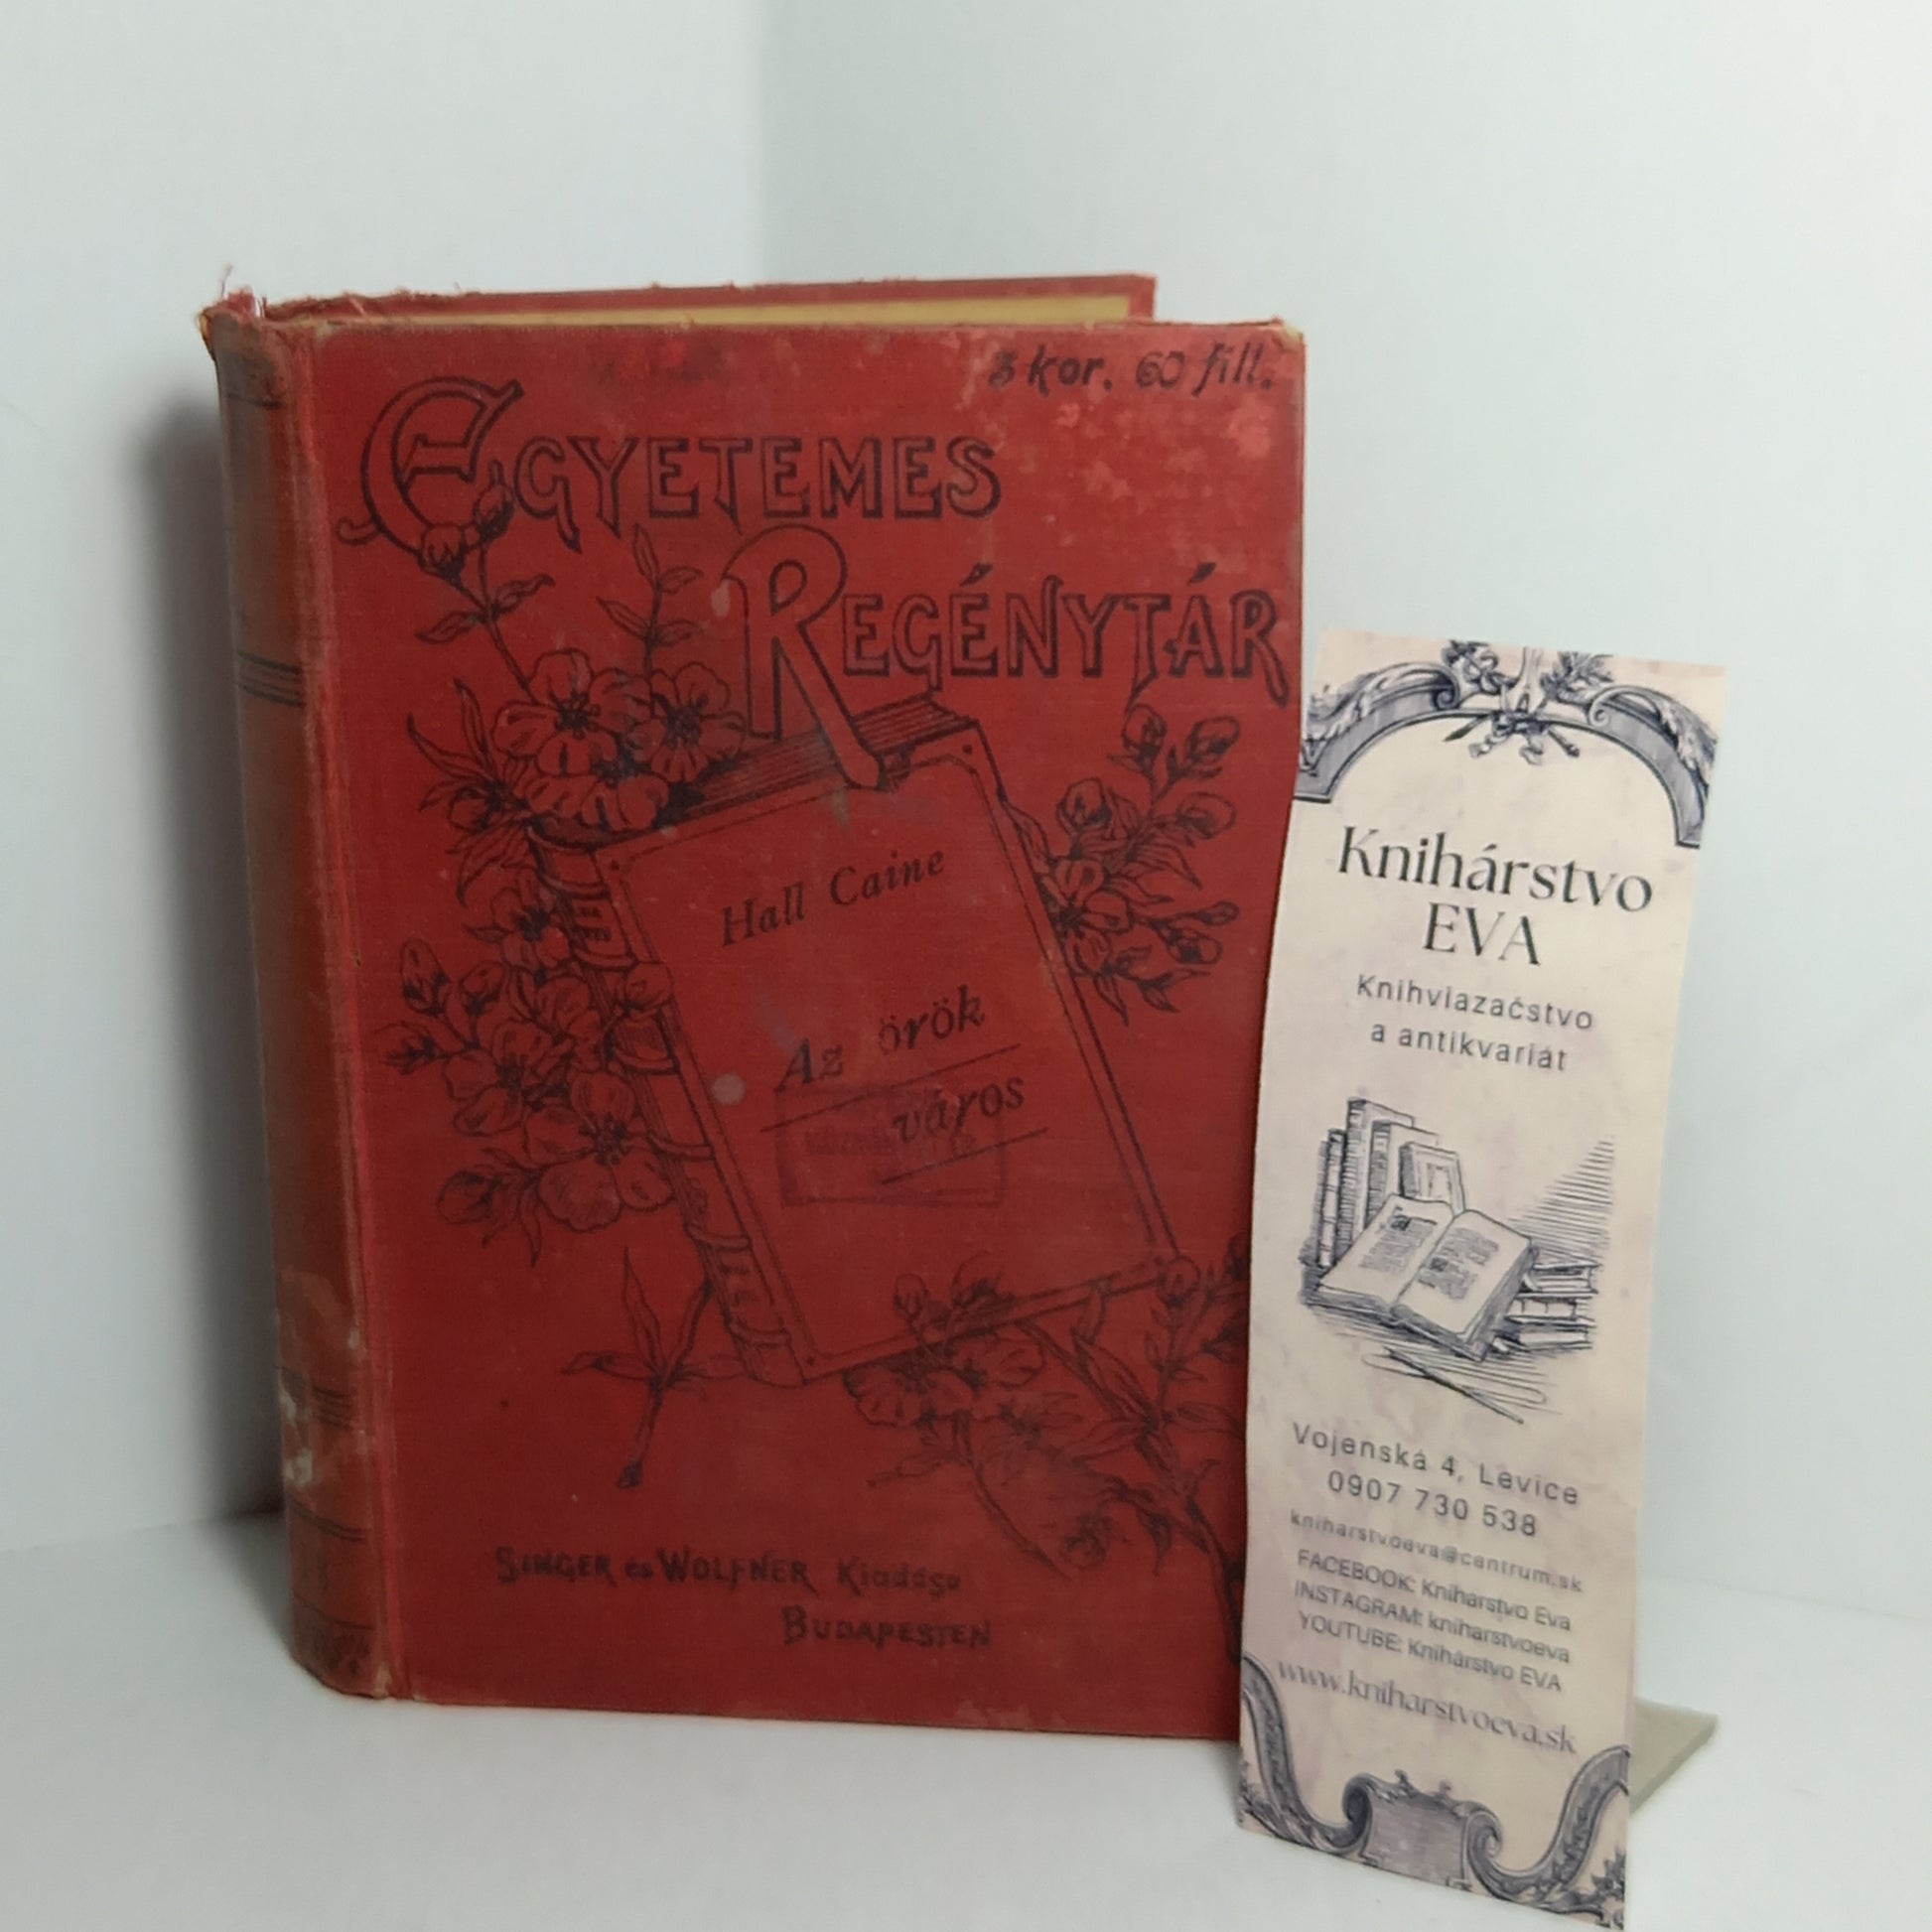 3 kor. 60 fill.
EGYETEMES
REGÉNYTÁR
Hall Caine
Az örök
város
SINGER és WOLFNER Kiadása
BUDAPESTEN
Knihárstvo
EVA
Knihviazačstvo
a antikvariát
Vojenská 4, Levice
0907 730 538
kniharstvoeva@centrum.sk
FACEBOOK: Kniharstvo Eva
INSTAGRAM: kniharstvoeva
YOUTUBE: Knihárstvo EVA
www.kniharstvoeva.sk